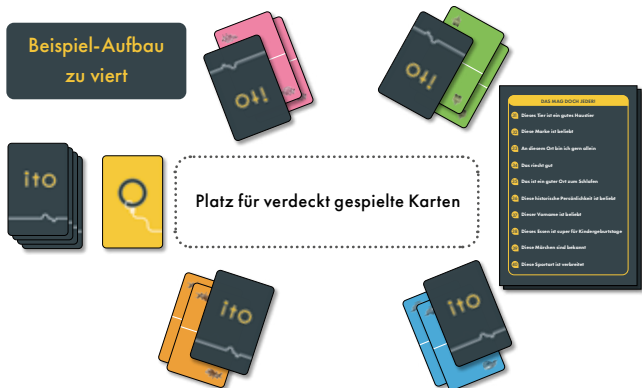 Beispiel-Aufbau
zu viert
ito
ito
DAS MAG DOCH JEDER!
Dieses Tier ist ein gutes Haustier
Diese Marke ist beliebt
An diesem Ort bin ich gern allein
Das riecht gut
Das ist ein guter Ort zum Schlafen
Diese historische Persönlichkeit ist beliebt
Dieser Vorname ist beliebt
Dieses Essen ist super für Kindergeburtstage
Diese Märchen sind bekannt
Diese Sportart ist verbreitet
ito
Platz für verdeckt gespielte Karten
ito
ito